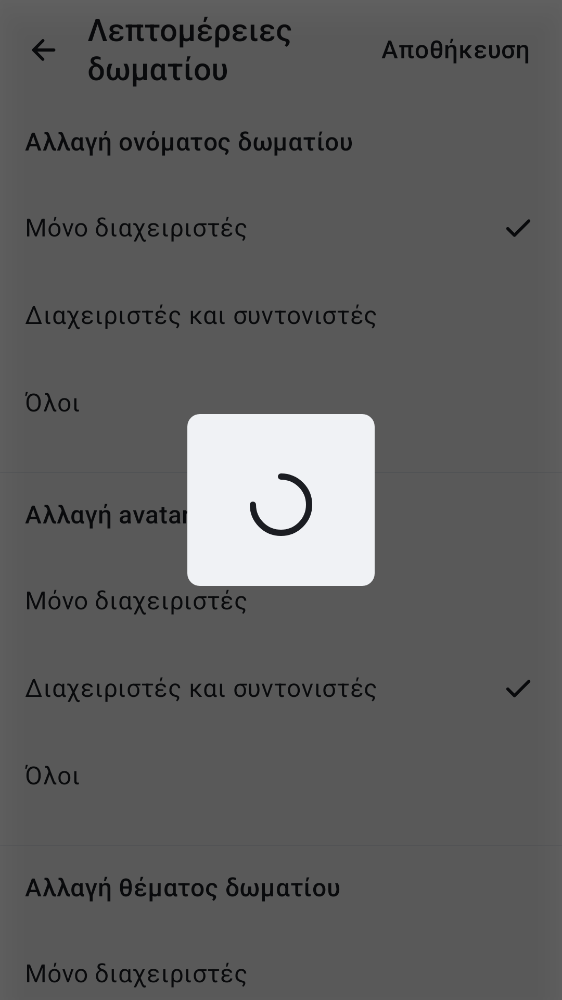 Λεπτομέρειες
δωματίου
Αποθήκευση
Αλλαγή ονόματος δωματίου
Μόνο διαχειριστές
Διαχειριστές και συντονιστές
Όλοι
Αλλαγή avatar
Μόνο διαχειριστές
Διαχειριστές και συντονιστές
Όλοι
Αλλαγή θέματος δωματίου
Μόνο διαχειριστές